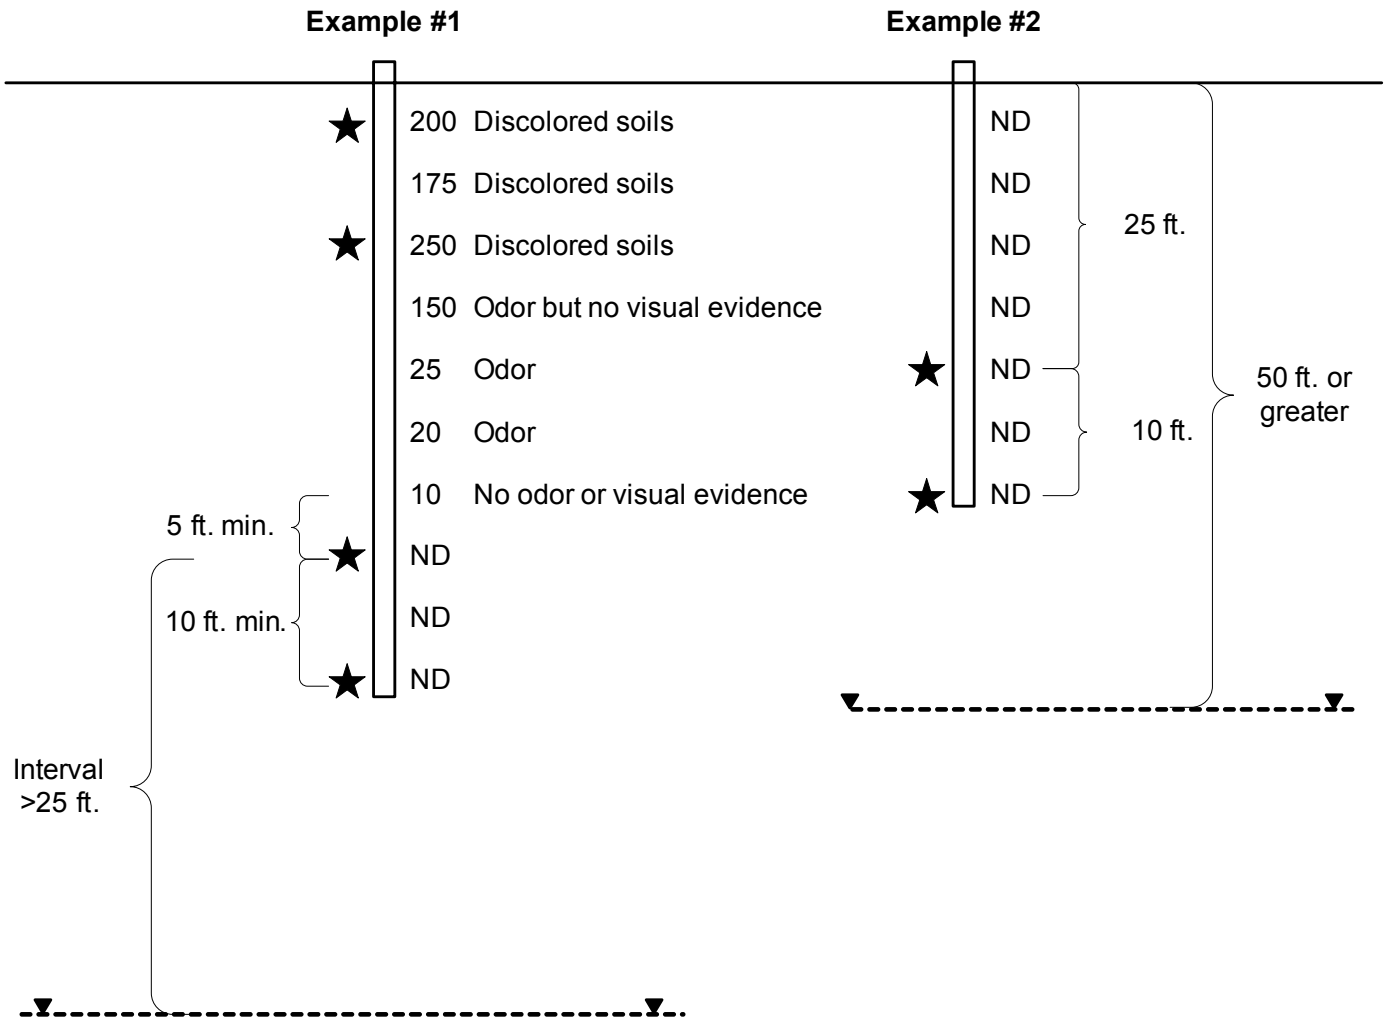 Example #1
Example #2
200 Discolored soils
175 Discolored soils
250 Discolored soils
150 Odor but no visual evidence
25 Odor
20 Odor
10 No odor or visual evidence
ND
ND
ND
5 ft. min.
10 ft. min.
Interval
>25 ft.
ND
ND
ND
ND
ND
ND
ND
25 ft.
10 ft.
50 ft. or
greater